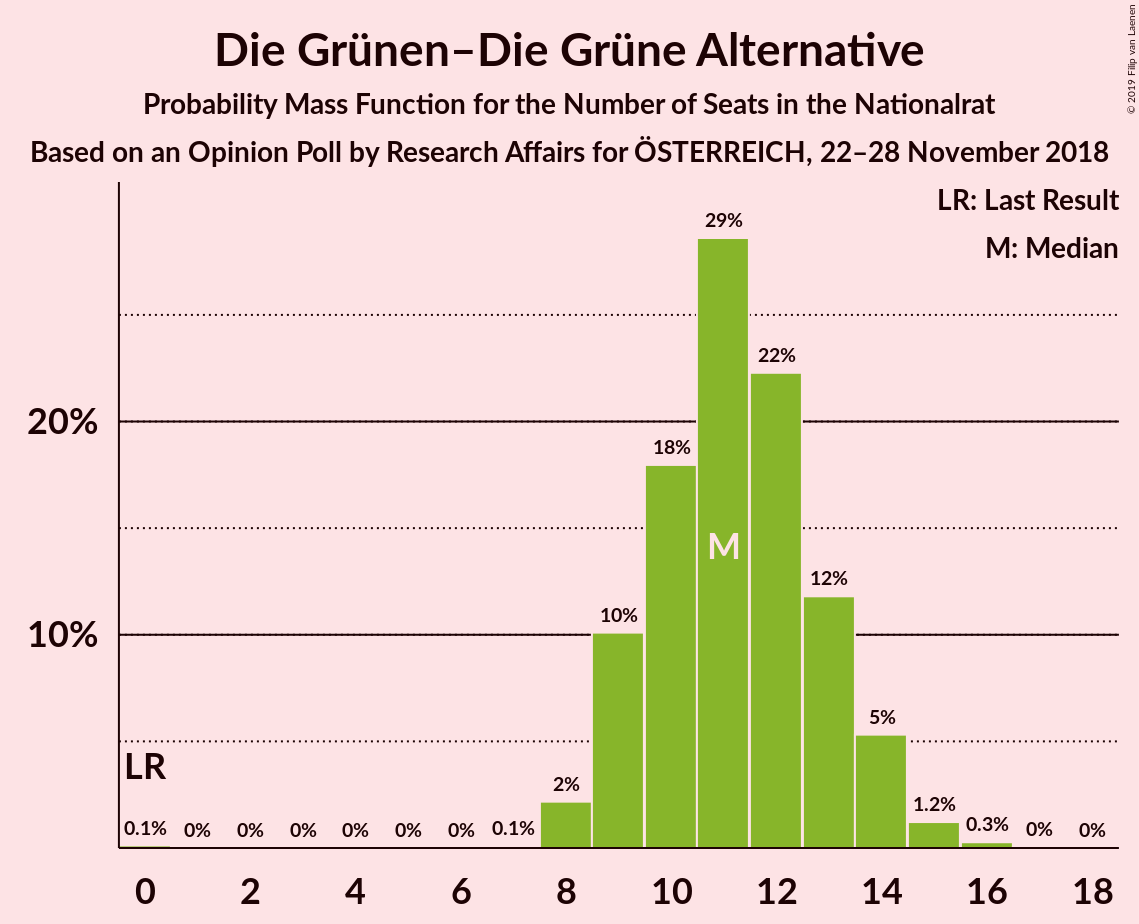 Die Grünen–Die Grüne Alternative
Probability Mass Function for the Number of Seats in the Nationalrat
Based on an Opinion Poll by Research Affairs for ÖSTERREICH, 22–28 November 2018
© 2019 Filip van Laenen
LR: Last Result
M: Median
29%
22%
20%
18%
M
12%
10%
10%
5%
LR
2%
1.2%
0.1% 0% 0% 0% 0% 0% 0% 0.1% 0.3% 0% 0%
0 2 4 6 8 10 12 14 16 18